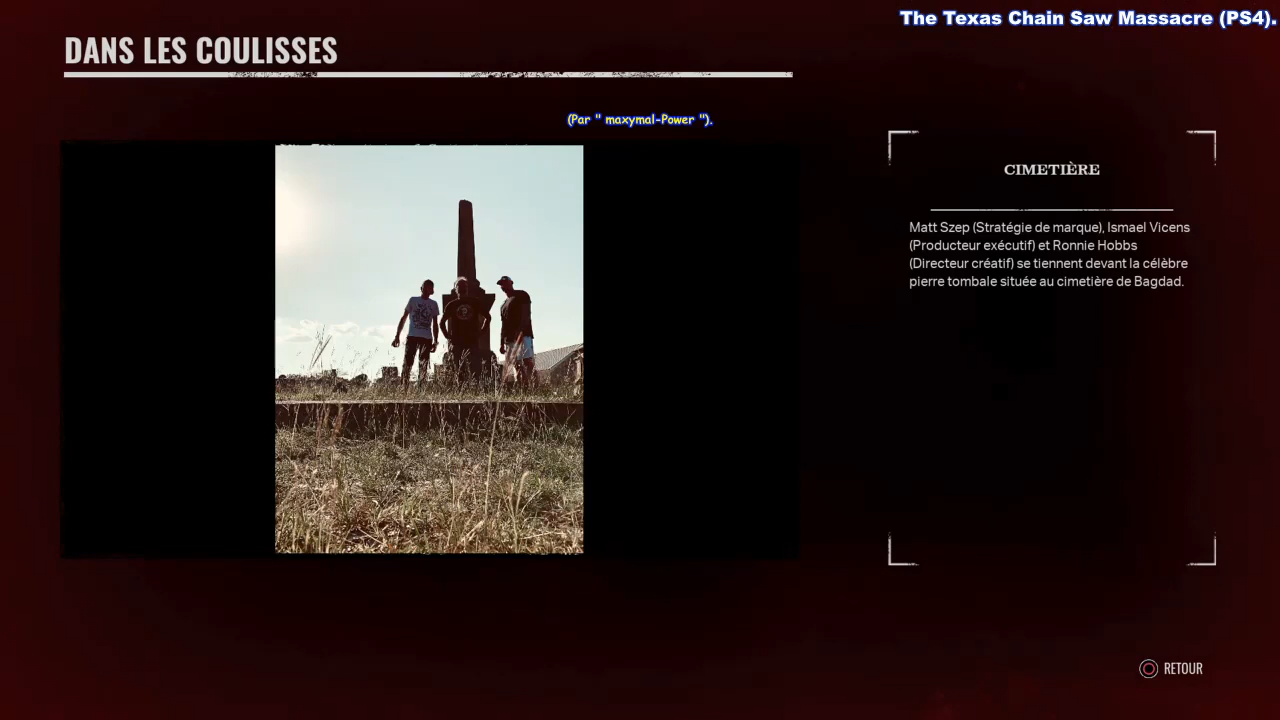 The Texas Chain Saw Massacre (PS4).
DANS LES COULISSES
(Par " maxymal-Power ").
CIMETIÈRE
Matt Szep (Stratégie de marque), Ismael Vicens
(Producteur exécutif) et Ronnie Hobbs
(Directeur créatif) se tiennent devant la célèbre
pierre tombale située au cimetière de Bagdad.
RETOUR